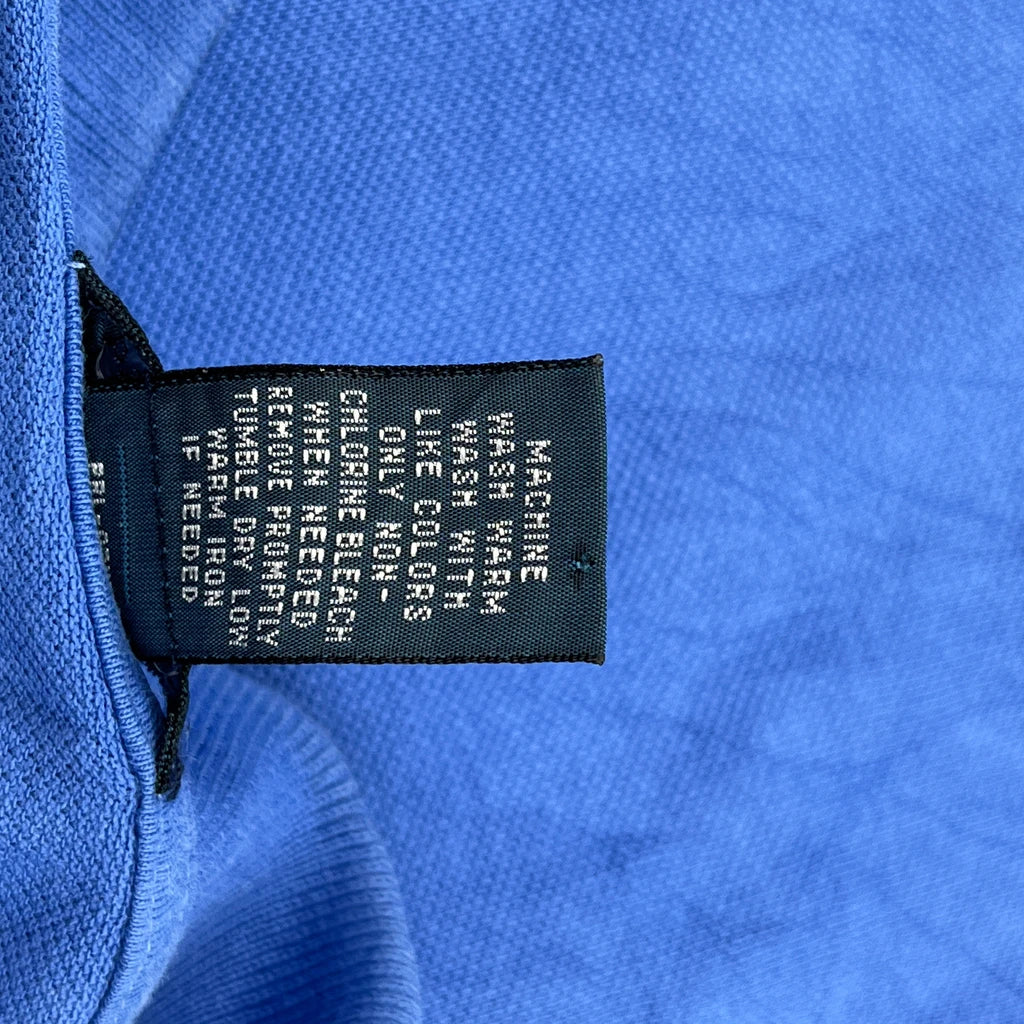 MACHINE
WASH WARM
WASH WITH
LIKE COLORS
ONLY NON-
CHLORINE BLEACH
WHEN NEEDED
REMOVE PROMPTLY
TUMBLE DRY LOW
WARM IRON
IF NEEDED